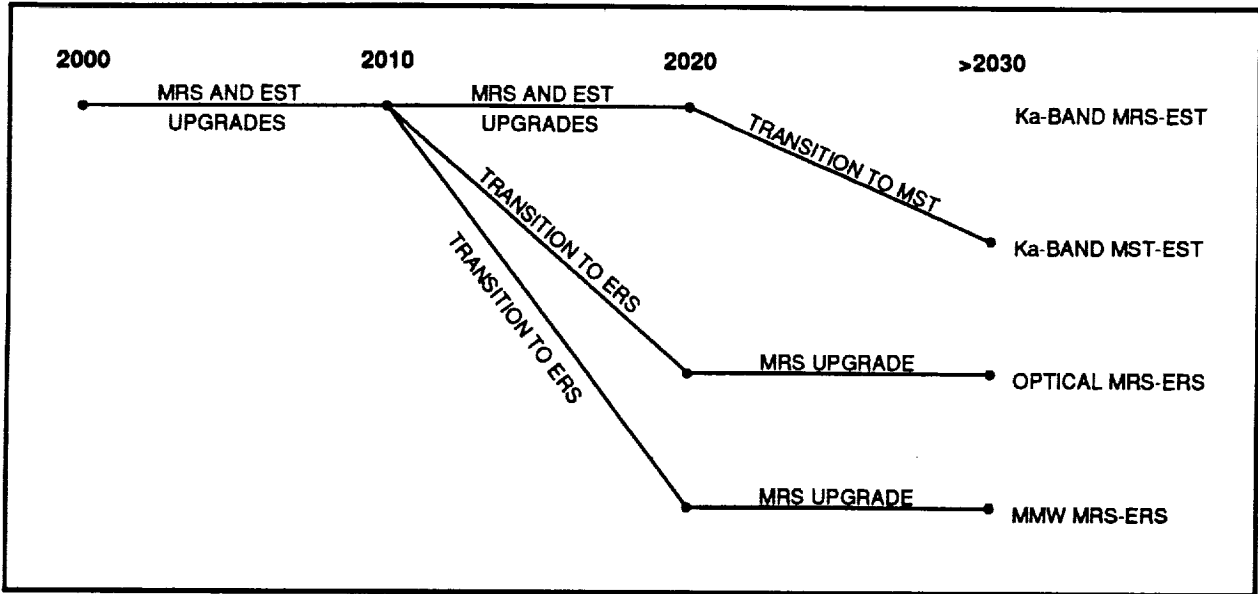 2000 2010 2020 >2030
MRS AND EST MRS AND EST
UPGRADES UPGRADES
Ka-BAND MRS-EST
TRANSITION TO MST
Ka-BAND MST-EST
TRANSITION TO ERS
TRANSITION TO ERS
MRS UPGRADE
OPTICAL MRS-ERS
MRS UPGRADE
MMW MRS-ERS